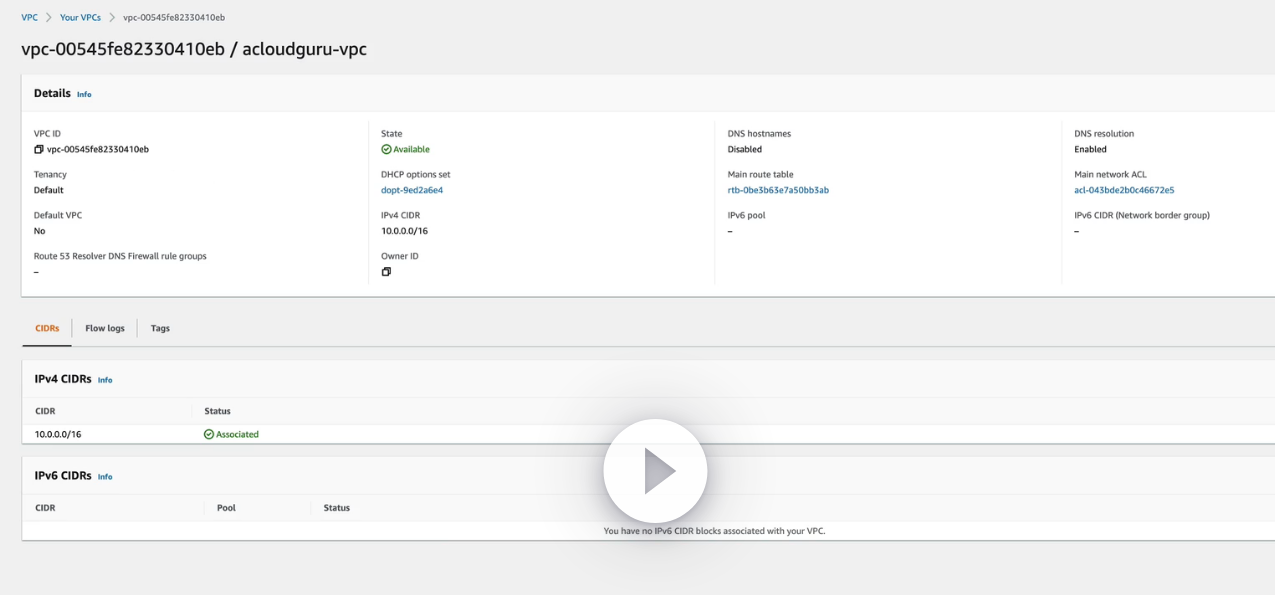 VPC > Your VPCs > vpc-00545fe82330410eb
vpc-00545fe82330410eb / acloudguru-vpc
Details Info
VPC ID State DNS hostnames DNS resolution
vpc-00545fe82330410eb Available Disabled Enabled
Tenancy DHCP options set Main route table Main network ACL
Default dopt-9ed2a6e4 rtb-0be3b63e7a50bb3ab acl-043bde2b0c46672e5
Default VPC IPv4 CIDR IPv6 pool IPv6 CIDR (Network border group)
No 10.0.0.0/16 – –
Route 53 Resolver DNS Firewall rule groups Owner ID
–
CIDRs Flow logs Tags
IPv4 CIDRs Info
CIDR Status
10.0.0.0/16 Associated
IPv6 CIDRs Info
CIDR Pool Status
You have no IPv6 CIDR blocks associated with your VPC.